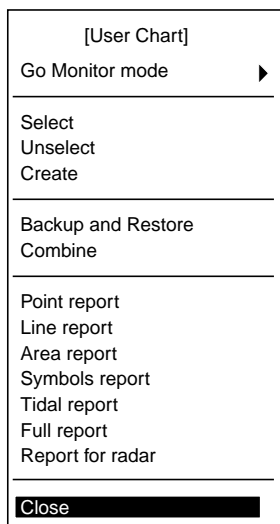 [User Chart]
Go Monitor mode
Select
Unselect
Create
Backup and Restore
Combine
Point report
Line report
Area report
Symbols report
Tidal report
Full report
Report for radar
Close